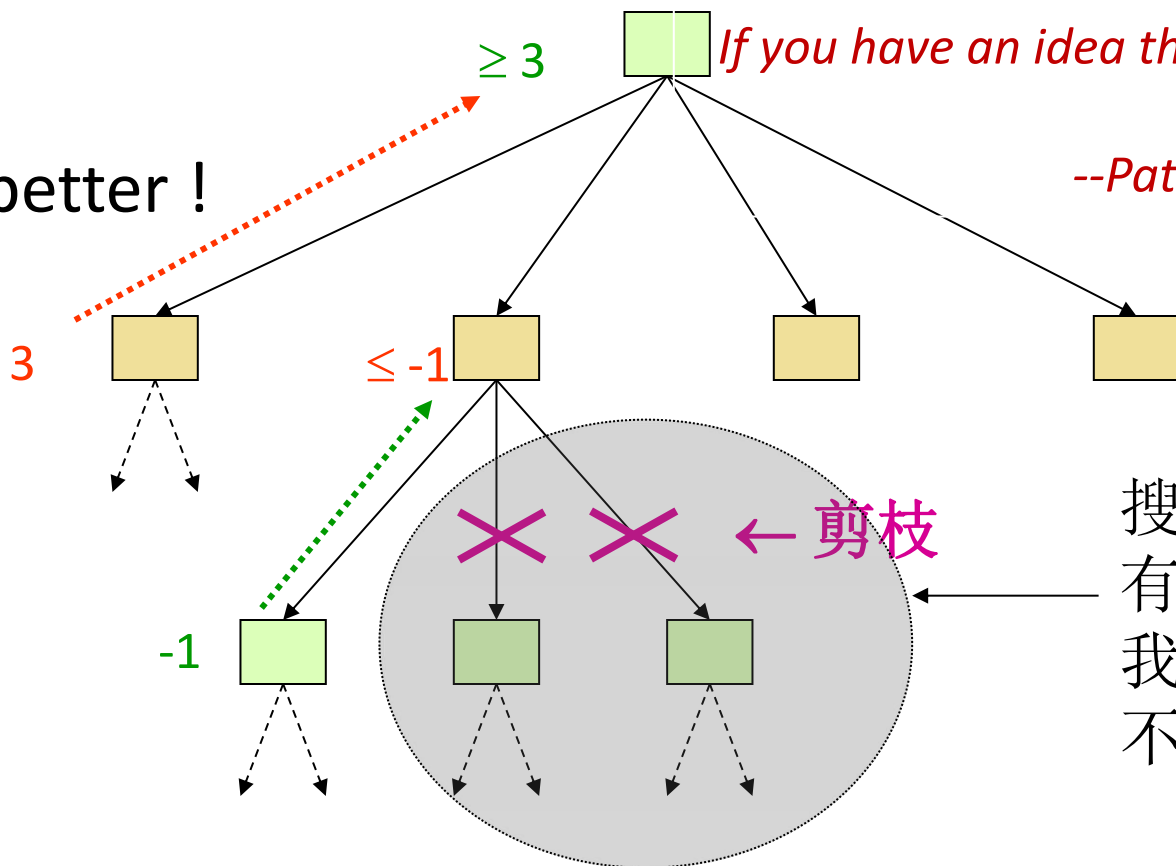 ≥ 3
If you have an idea th
better !
--Pat
3
≤ -1
← 剪枝
搜
有
我
不
-1